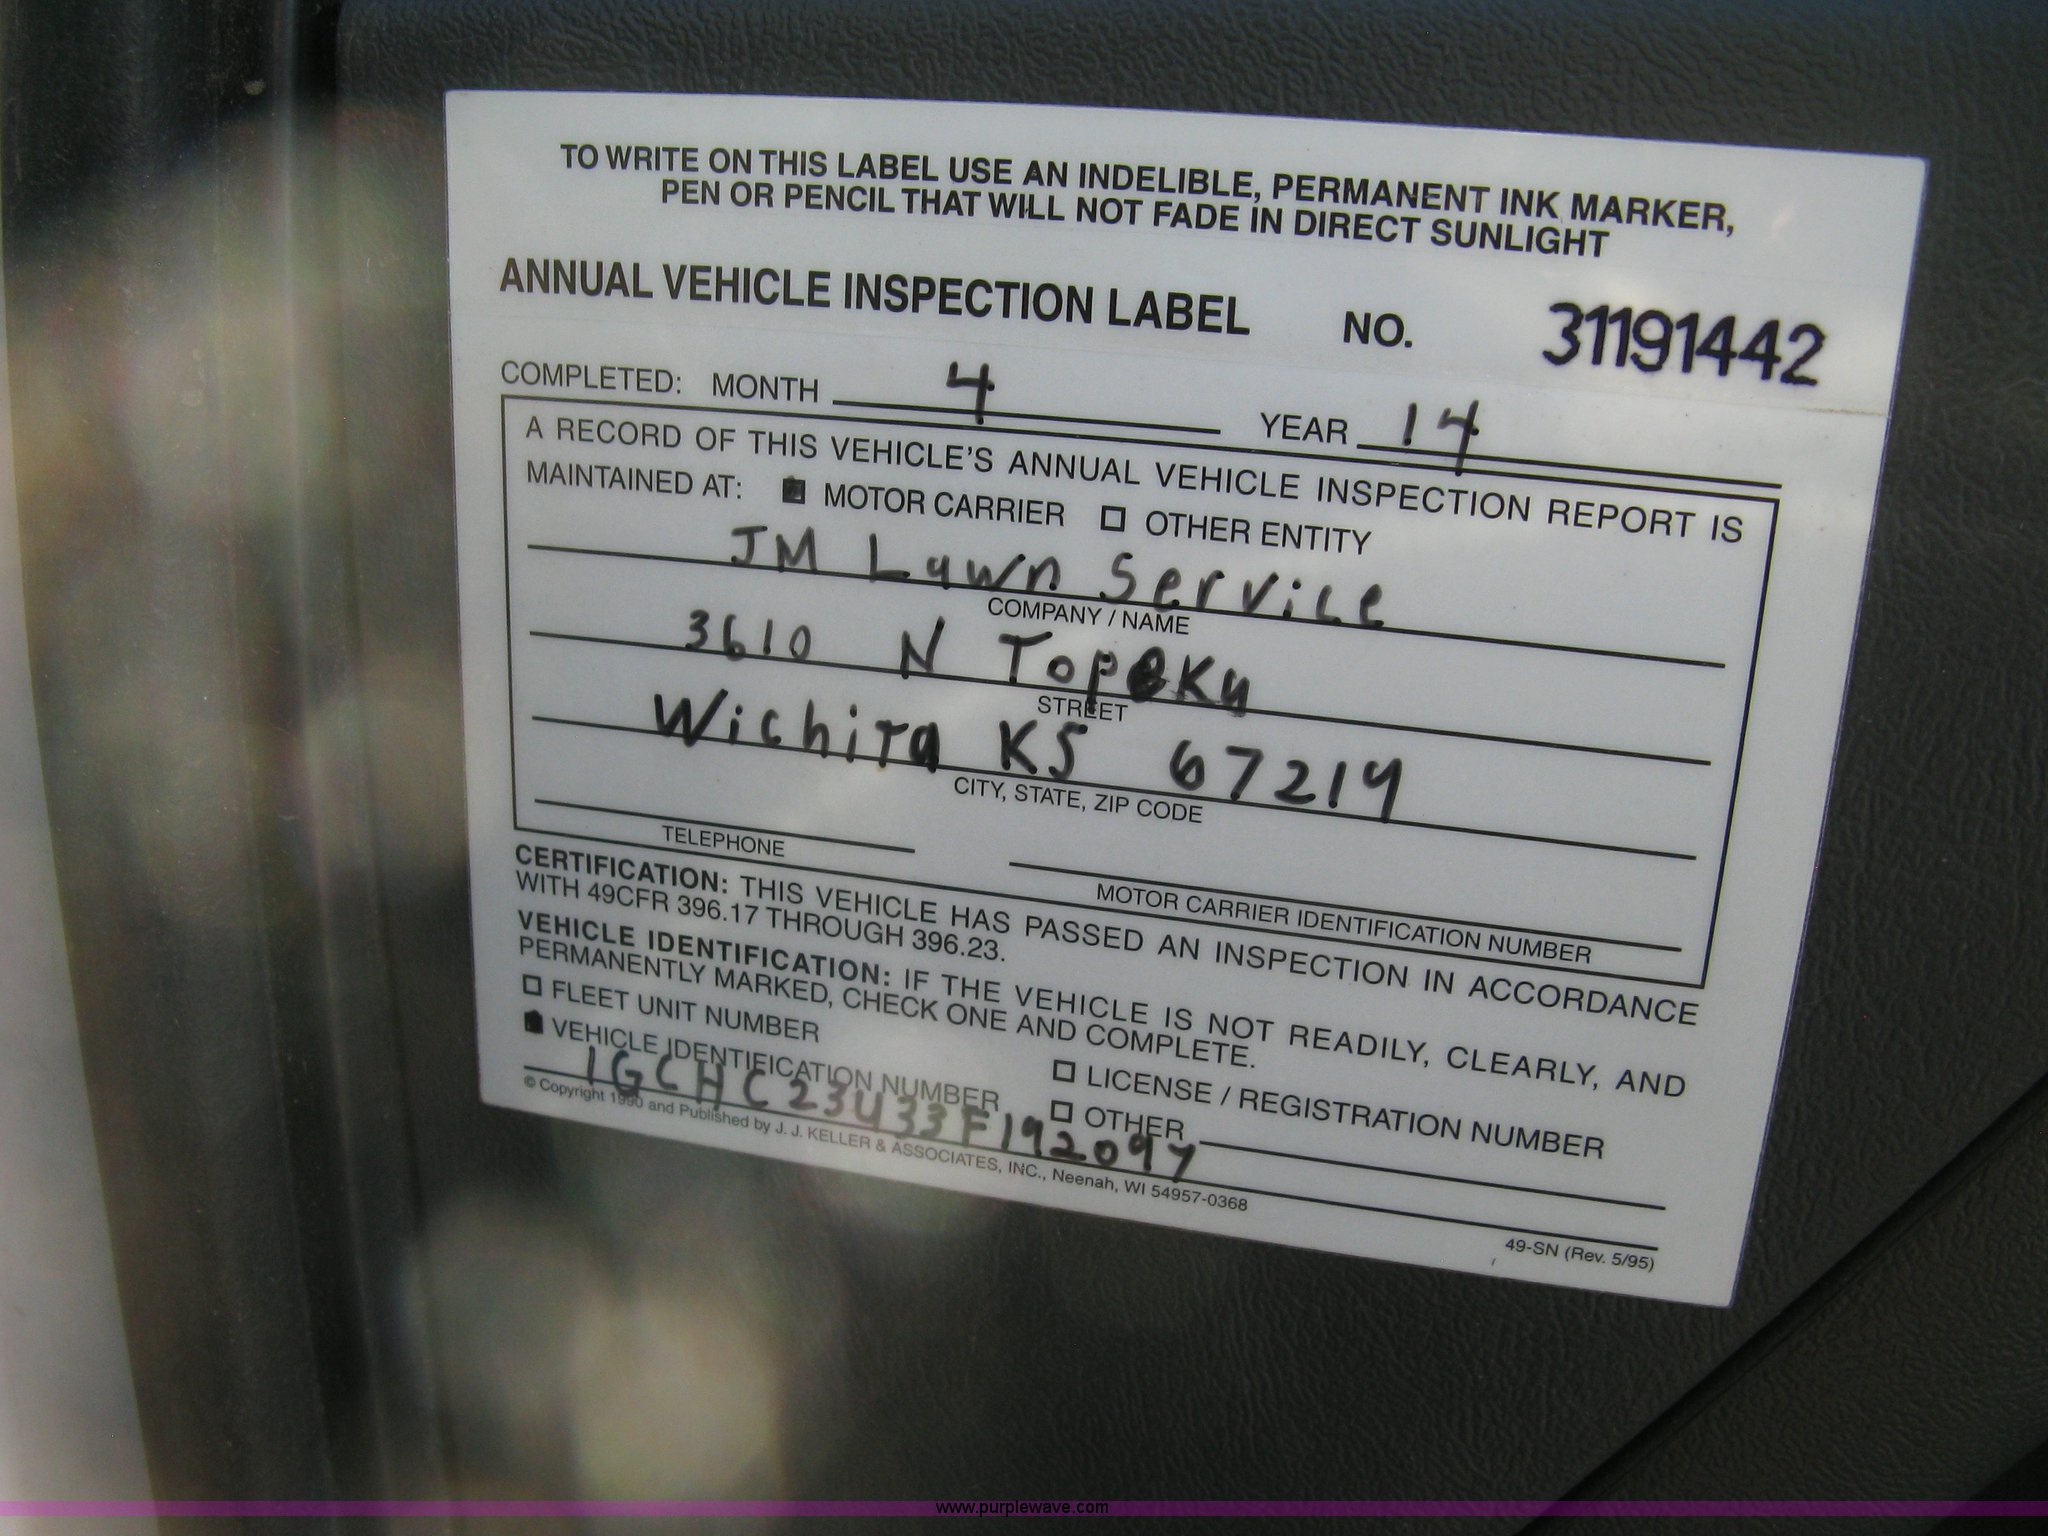 TO WRITE ON THIS LABEL USE AN INDELIBLE, PERMANENT INK MARKER,
PEN OR PENCIL THAT WILL NOT FADE IN DIRECT SUNLIGHT
ANNUAL VEHICLE INSPECTION LABEL NO. 31191442
COMPLETED: MONTH 4 YEAR 14
A RECORD OF THIS VEHICLE'S ANNUAL VEHICLE INSPECTION REPORT IS
MAINTAINED AT: MOTOR CARRIER OTHER ENTITY
JM Lawn Service
COMPANY / NAME
3610 N Topeka
STREET
Wichita KS 67219
CITY, STATE, ZIP CODE
TELEPHONE
MOTOR CARRIER IDENTIFICATION NUMBER
CERTIFICATION: THIS VEHICLE HAS PASSED AN INSPECTION IN ACCORDANCE
WITH 49CFR 396.17 THROUGH 396.23.
VEHICLE IDENTIFICATION: IF THE VEHICLE IS NOT READILY, CLEARLY, AND
PERMANENTLY MARKED, CHECK ONE AND COMPLETE.
FLEET UNIT NUMBER
LICENSE / REGISTRATION NUMBER
VEHICLE IDENTIFICATION NUMBER
OTHER
1GCHC23U33F192097
© Copyright 1990 and Published by J. J. KELLER & ASSOCIATES, INC., Neenah, WI 54957-0368
49-SN (Rev. 5/95)
www.purplewave.com